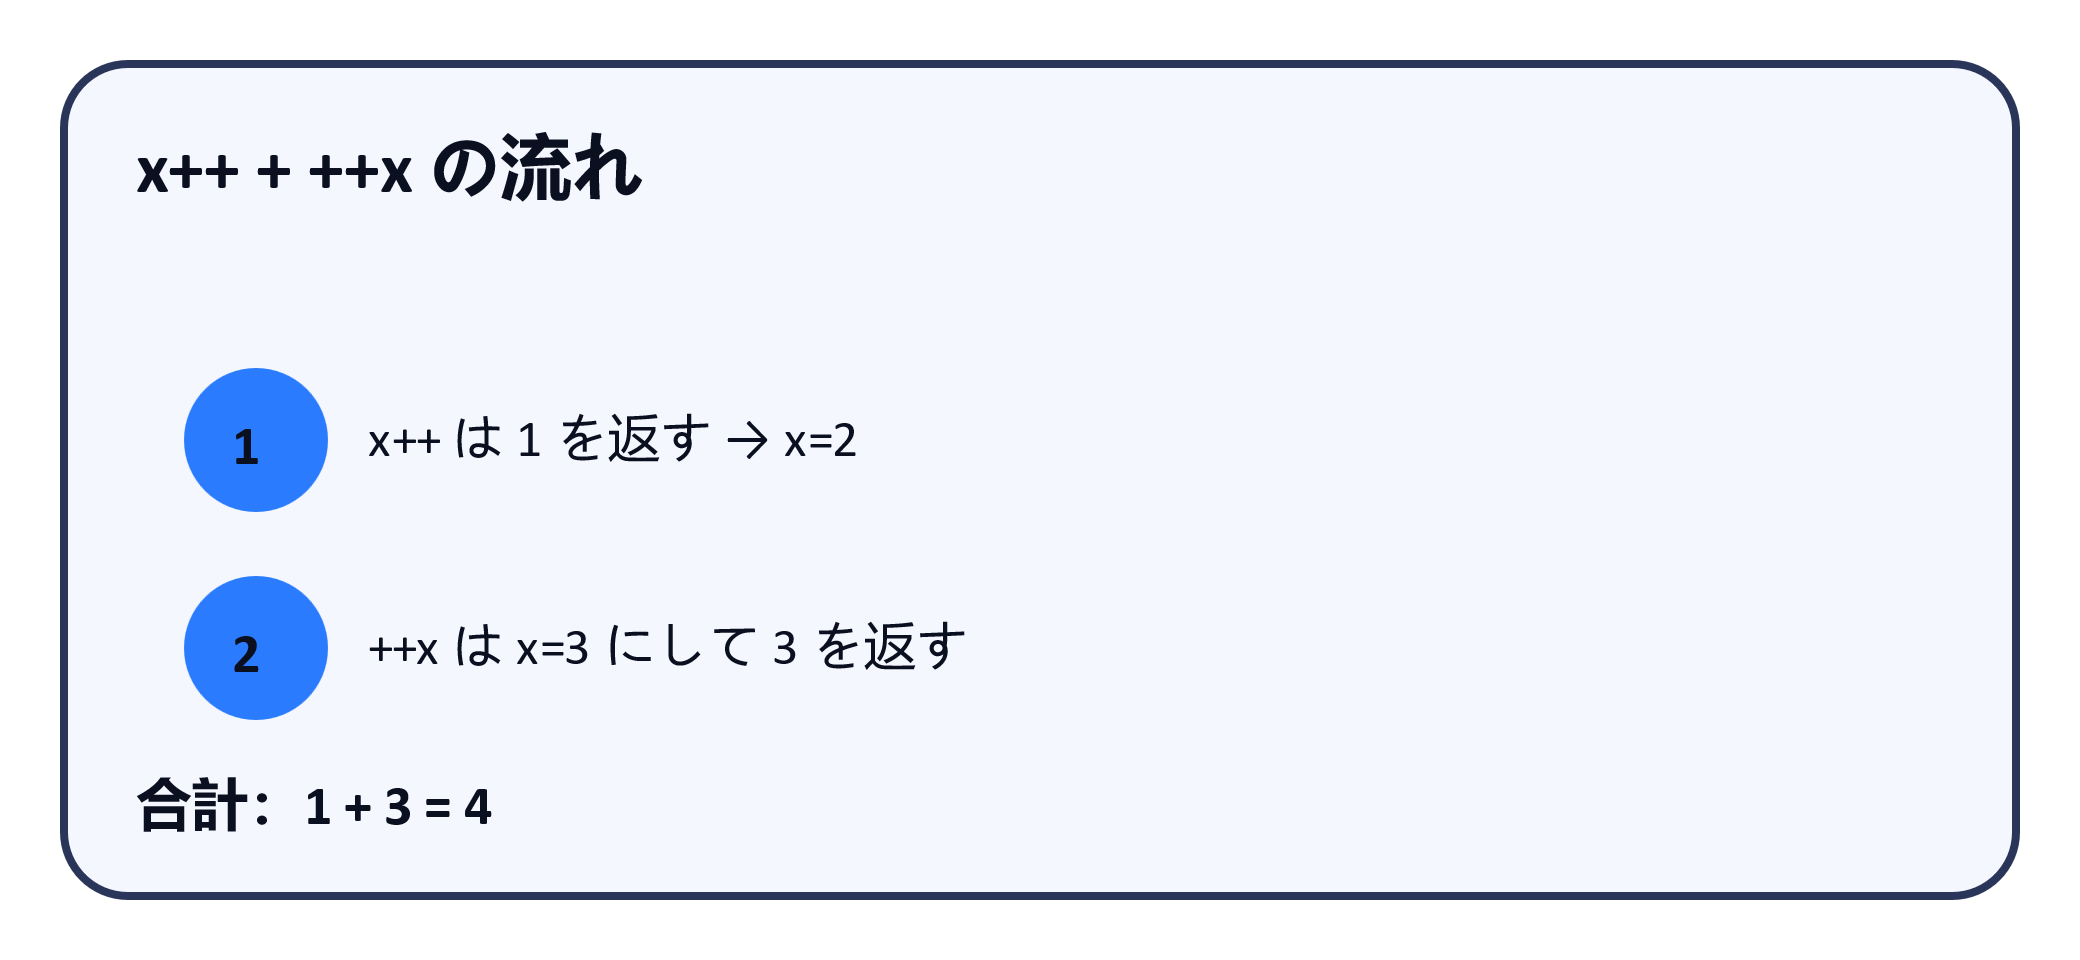 x++ + ++x の流れ
1
x++ は 1 を返す → x=2
2
++x は x=3 にして 3 を返す
合計: 1 + 3 = 4